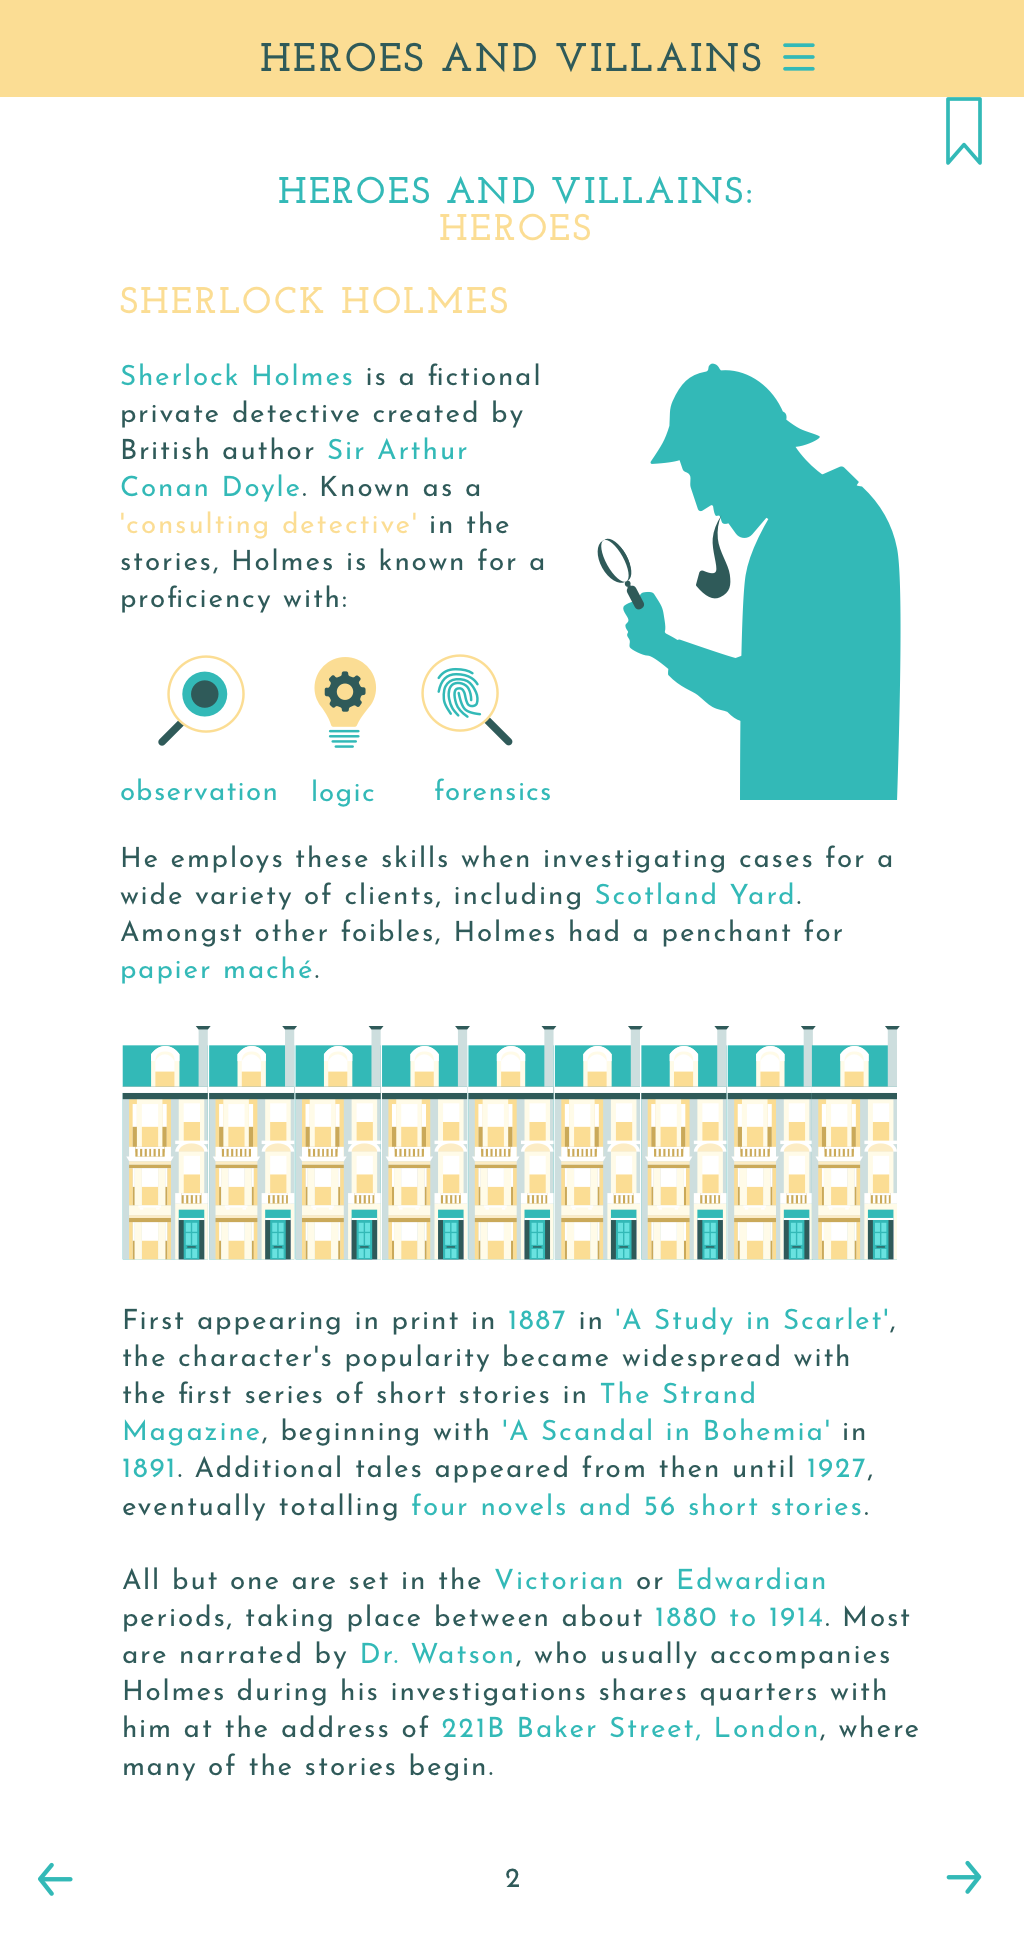 HEROES AND VILLAINS
HEROES AND VILLAINS:
HEROES
SHERLOCK HOLMES
Sherlock Holmes is a fictional
private detective created by
British author Sir Arthur
Conan Doyle. Known as a
'consulting detective' in the
stories, Holmes is known for a
proficiency with:
observation logic forensics
He employs these skills when investigating cases for a
wide variety of clients, including Scotland Yard.
Amongst other foibles, Holmes had a penchant for
papier maché.
First appearing in print in 1887 in 'A Study in Scarlet',
the character's popularity became widespread with
the first series of short stories in The Strand
Magazine, beginning with 'A Scandal in Bohemia' in
1891. Additional tales appeared from then until 1927,
eventually totalling four novels and 56 short stories.
All but one are set in the Victorian or Edwardian
periods, taking place between about 1880 to 1914. Most
are narrated by Dr. Watson, who usually accompanies
Holmes during his investigations shares quarters with
him at the address of 221B Baker Street, London, where
many of the stories begin.
2